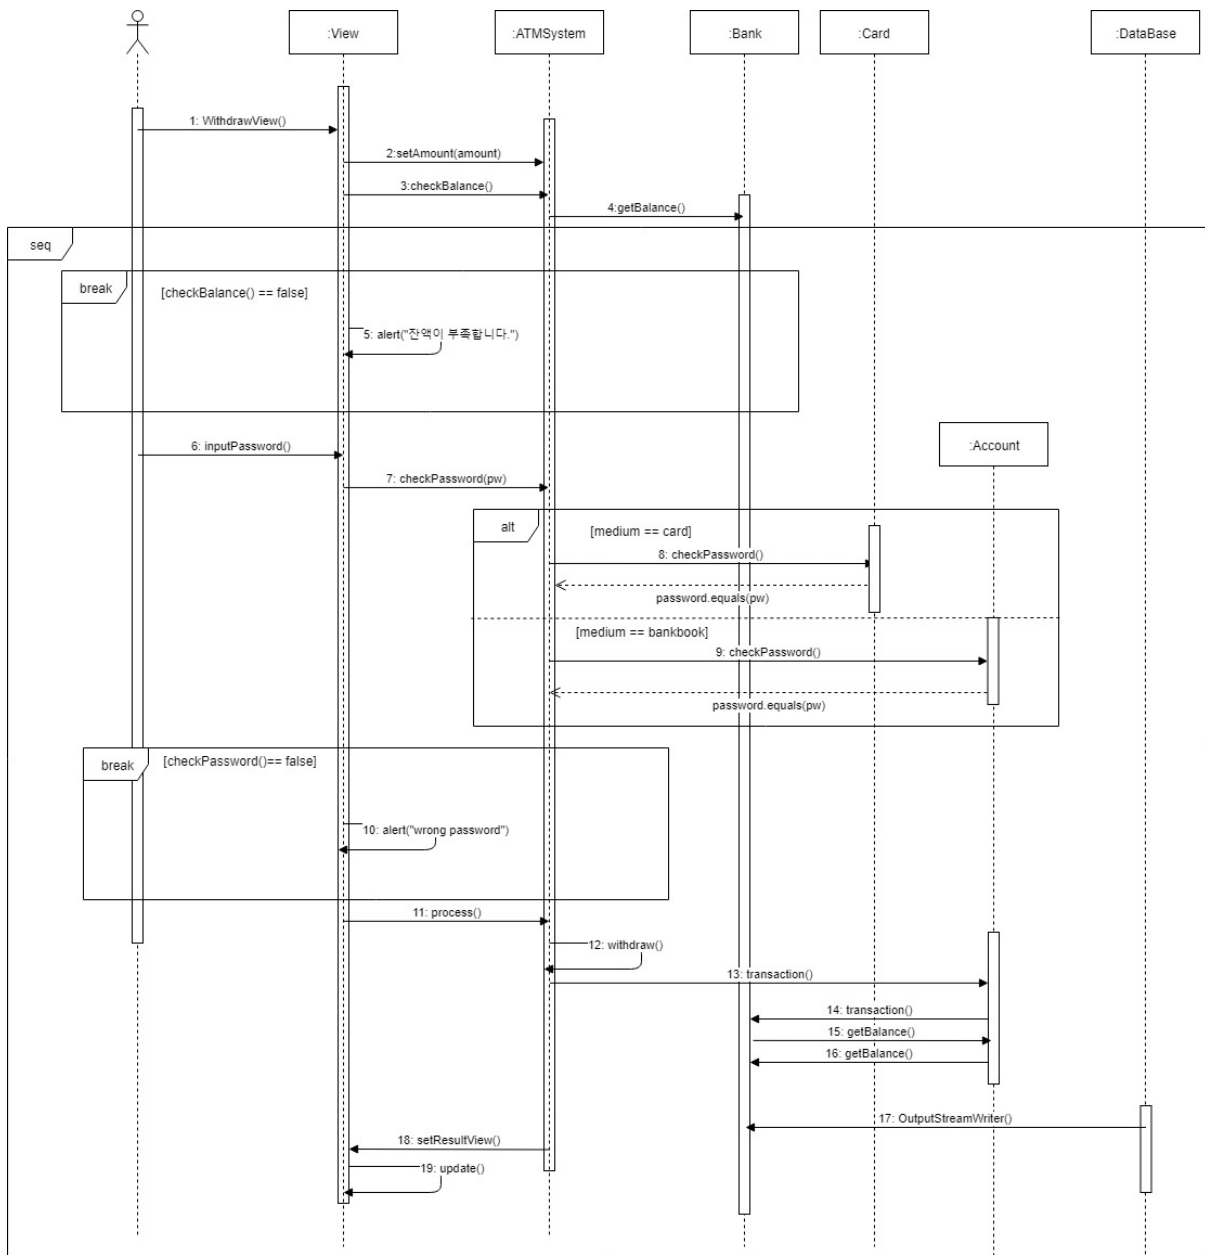 :View
:ATMSystem
:Bank
:Card
:DataBase
1: WithdrawView()
2:setAmount(amount)
3:checkBalance()
4:getBalance()
seq
break
[checkBalance() == false]
5: alert("잔액이 부족합니다.")
:Account
6: inputPassword()
7: checkPassword(pw)
alt
[medium == card]
8: checkPassword()
password.equals(pw)
[medium == bankbook]
9: checkPassword()
password.equals(pw)
break
[checkPassword()== false]
10: alert("wrong password")
11: process()
12: withdraw()
13: transaction()
14: transaction()
15: getBalance()
16: getBalance()
17: OutputStreamWriter()
18: setResultView()
19: update()